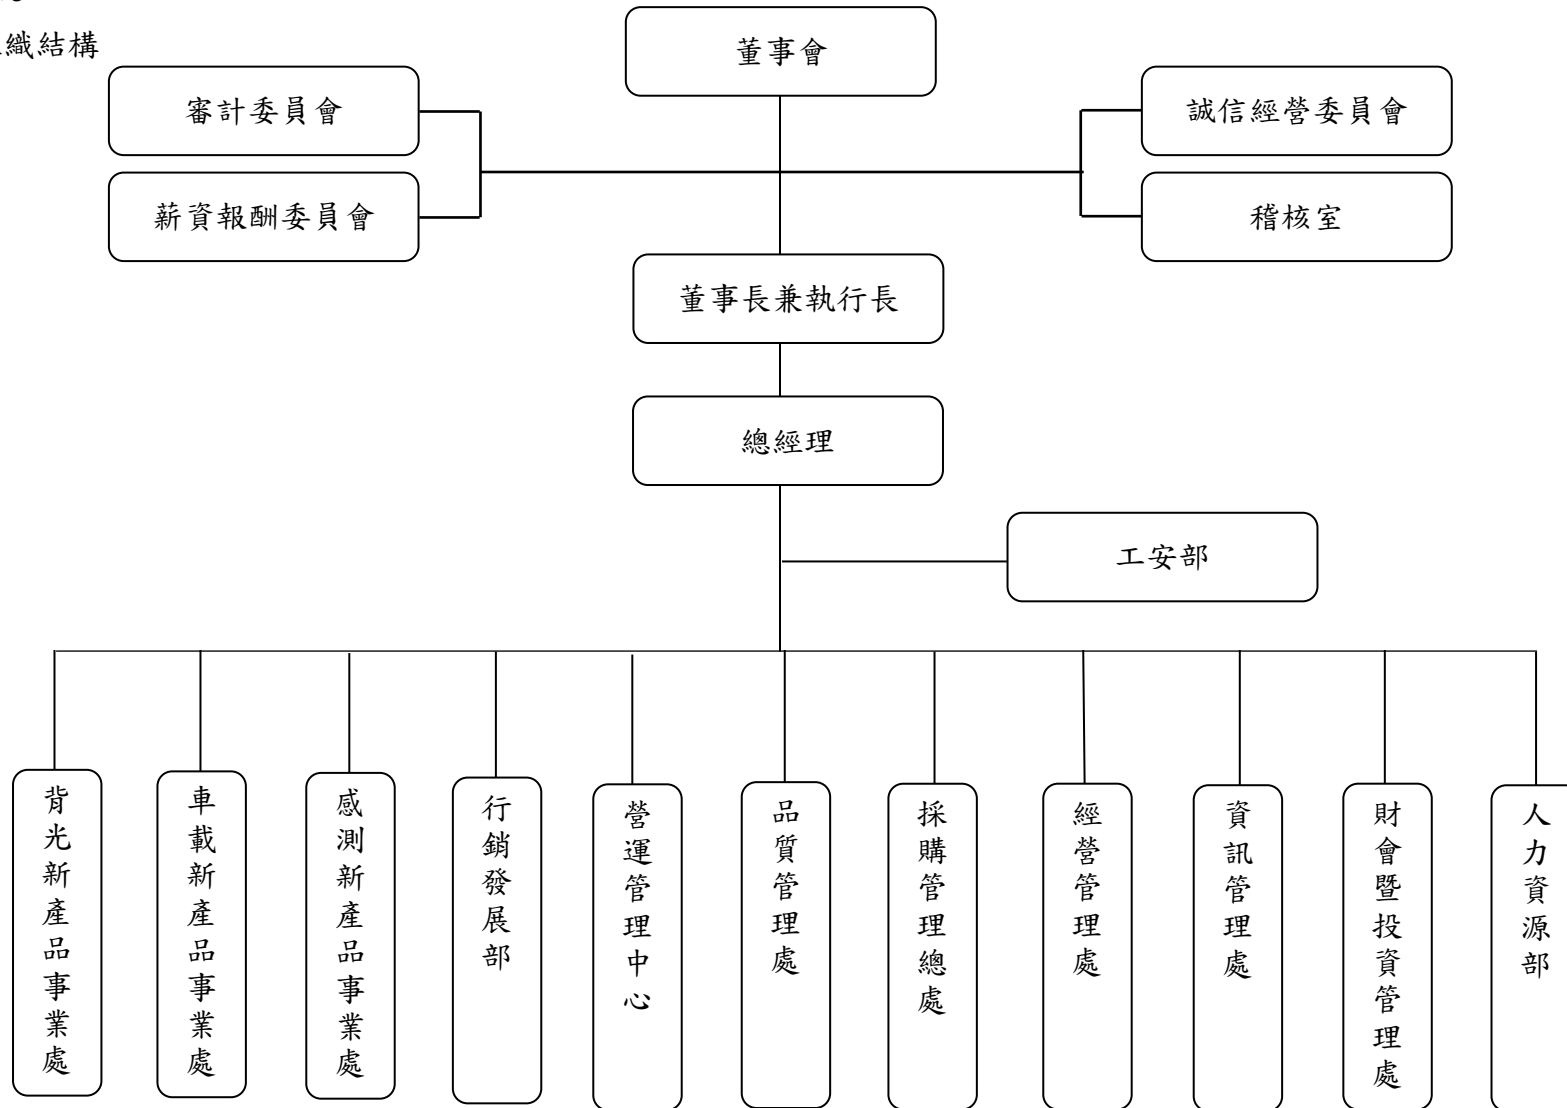 織結構
董事會
審計委員會
誠信經營委員會
薪資報酬委員會
稽核室
董事長兼執行長
總經理
工安部
背光新產品事業處
車載新產品事業處
感測新產品事業處
行銷發展部
營運管理中心
品質管理處
採購管理總處
經營管理處
資訊管理處
財會暨投資管理處
人力資源部